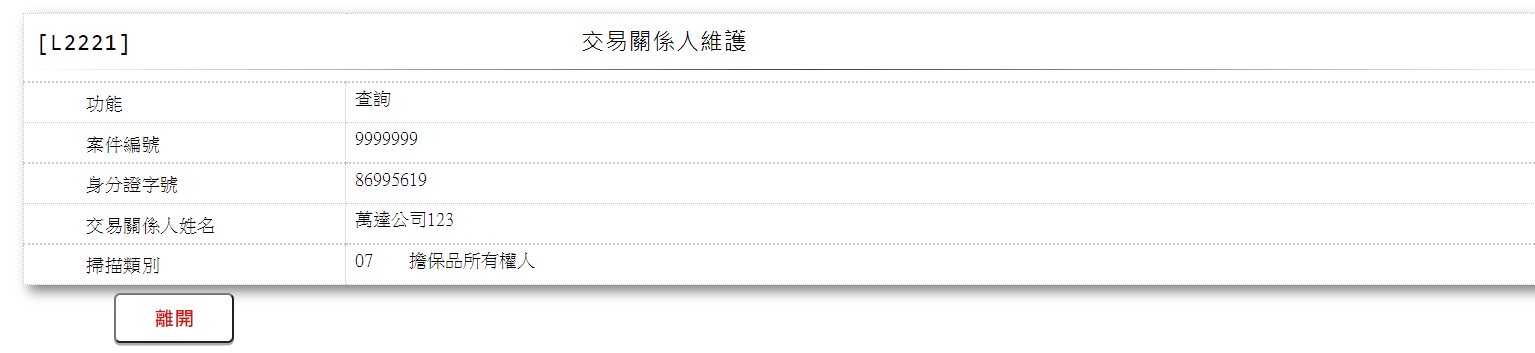 [L2221] 交易關係人維護
功能 查詢
案件編號 9999999
身分證字號 86995619
交易關係人姓名 萬達公司123
掃描類別 07 擔保品所有權人
離開